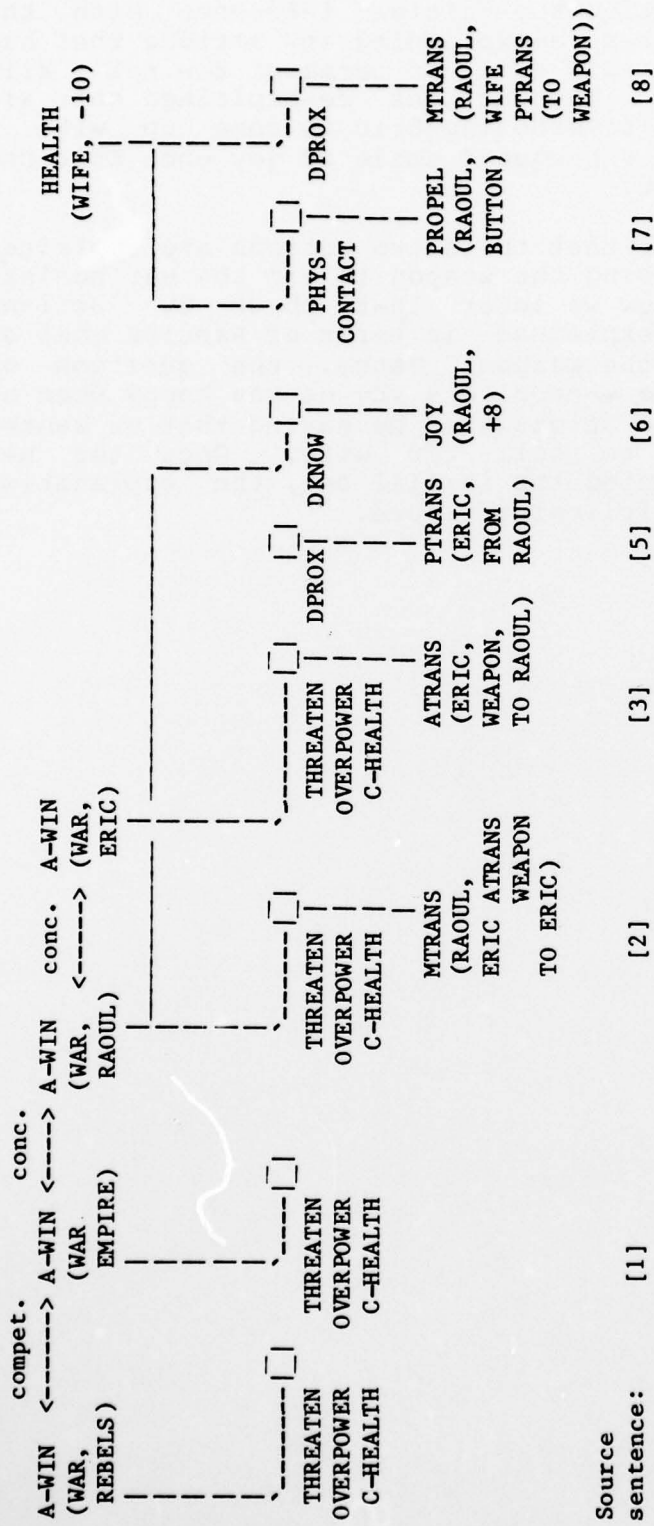 compet.
conc.
conc.
A-WIN <------> A-WIN <----> A-WIN <-----> A-WIN
(WAR,
REBELS)
(WAR
EMPIRE)
(WAR,
RAOUL)
(WAR,
ERIC)
HEALTH
(WIFE, -10)
THREATEN
OVERPOWER
C-HEALTH
THREATEN
OVERPOWER
C-HEALTH
THREATEN
OVERPOWER
C-HEALTH
THREATEN
OVERPOWER
C-HEALTH
DPROX
DKNOW
PHYS-
CONTACT
DPROX
MTRANS
(RAOUL,
ERIC ATRANS
WEAPON
TO ERIC)
ATRANS
(ERIC,
WEAPON,
TO RAOUL)
PTRANS
(ERIC,
FROM
RAOUL)
JOY
(RAOUL,
+8)
PROPEL
(RAOUL,
BUTTON)
MTRANS
(RAOUL,
WIFE
PTRANS
(TO
WEAPON)))
Source
sentence: [1] [2] [3] [5] [6] [7] [8]